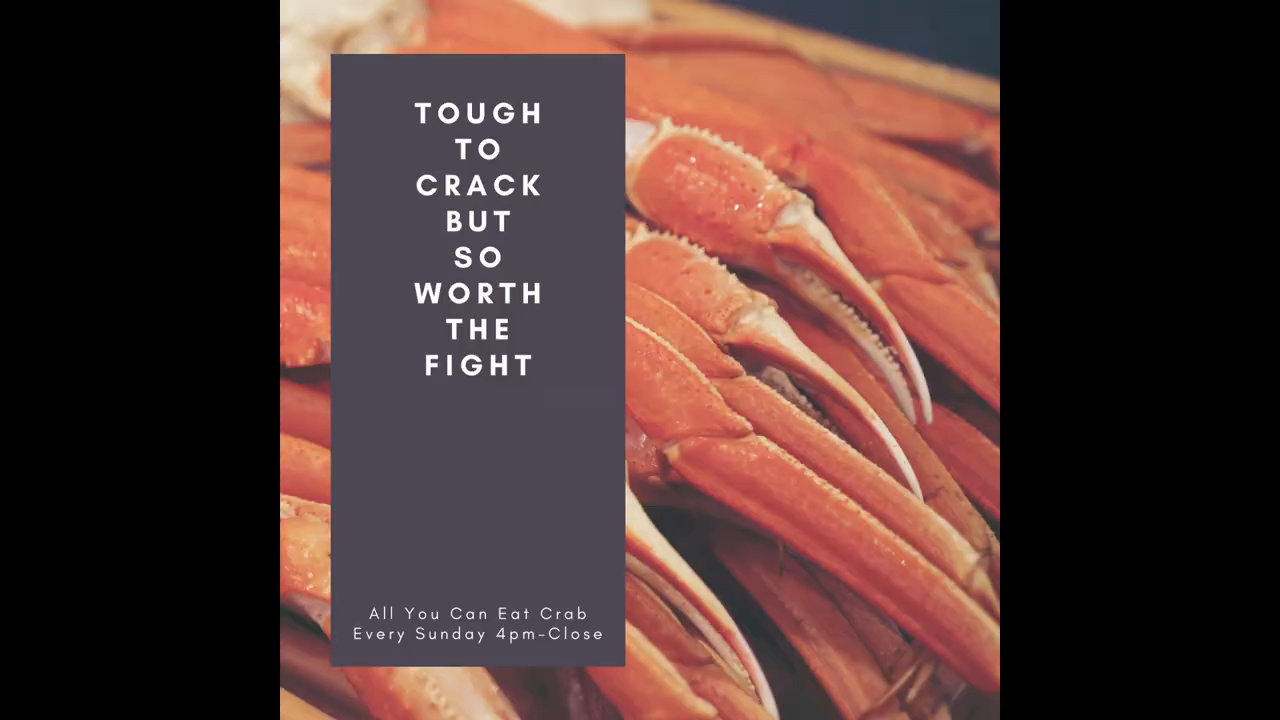 TOUGH
TO
CRACK
BUT
SO
WORTH
THE
FIGHT
All You Can Eat Crab
Every Sunday 4pm-Close